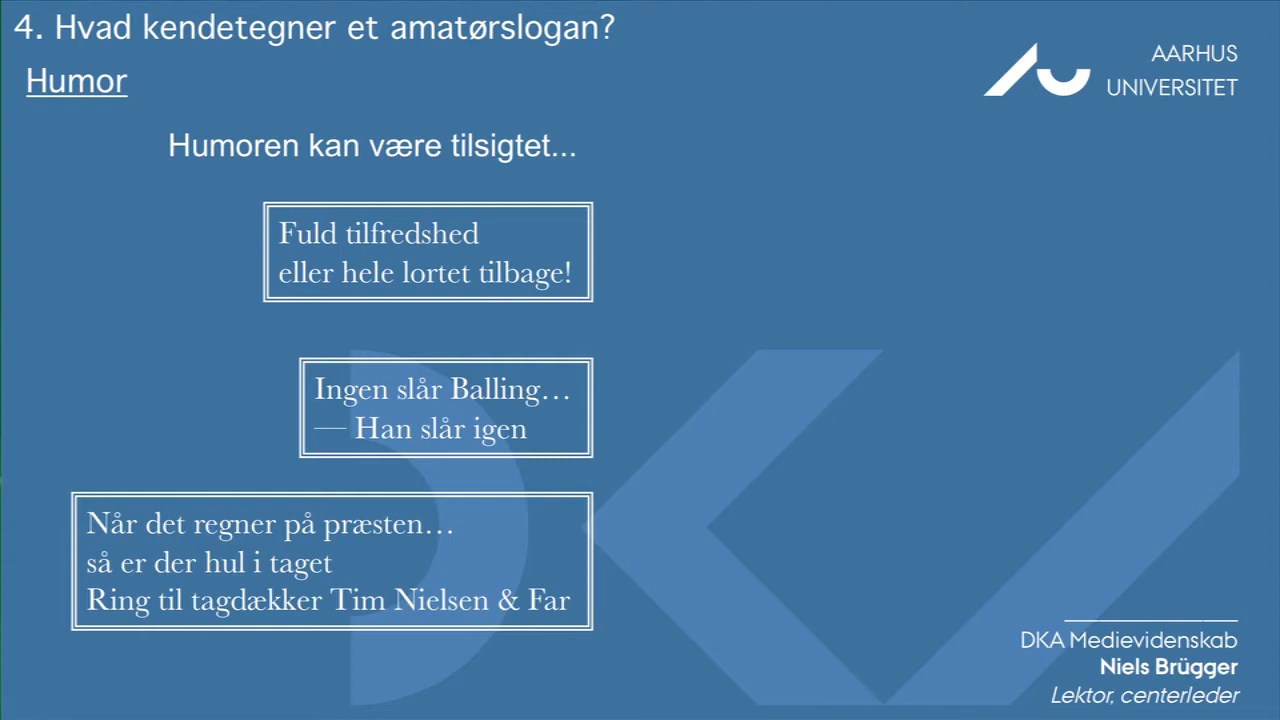 4. Hvad kendetegner et amatørslogan?
Humor
AARHUS
UNIVERSITET
Humoren kan være tilsigtet...
Fuld tilfredshed
eller hele lortet tilbage!
Ingen slår Balling…
— Han slår igen
Når det regner på præsten…
så er der hul i taget
Ring til tagdækker Tim Nielsen & Far
DKA Medievidenskab
Niels Brügger
Lektor, centerleder